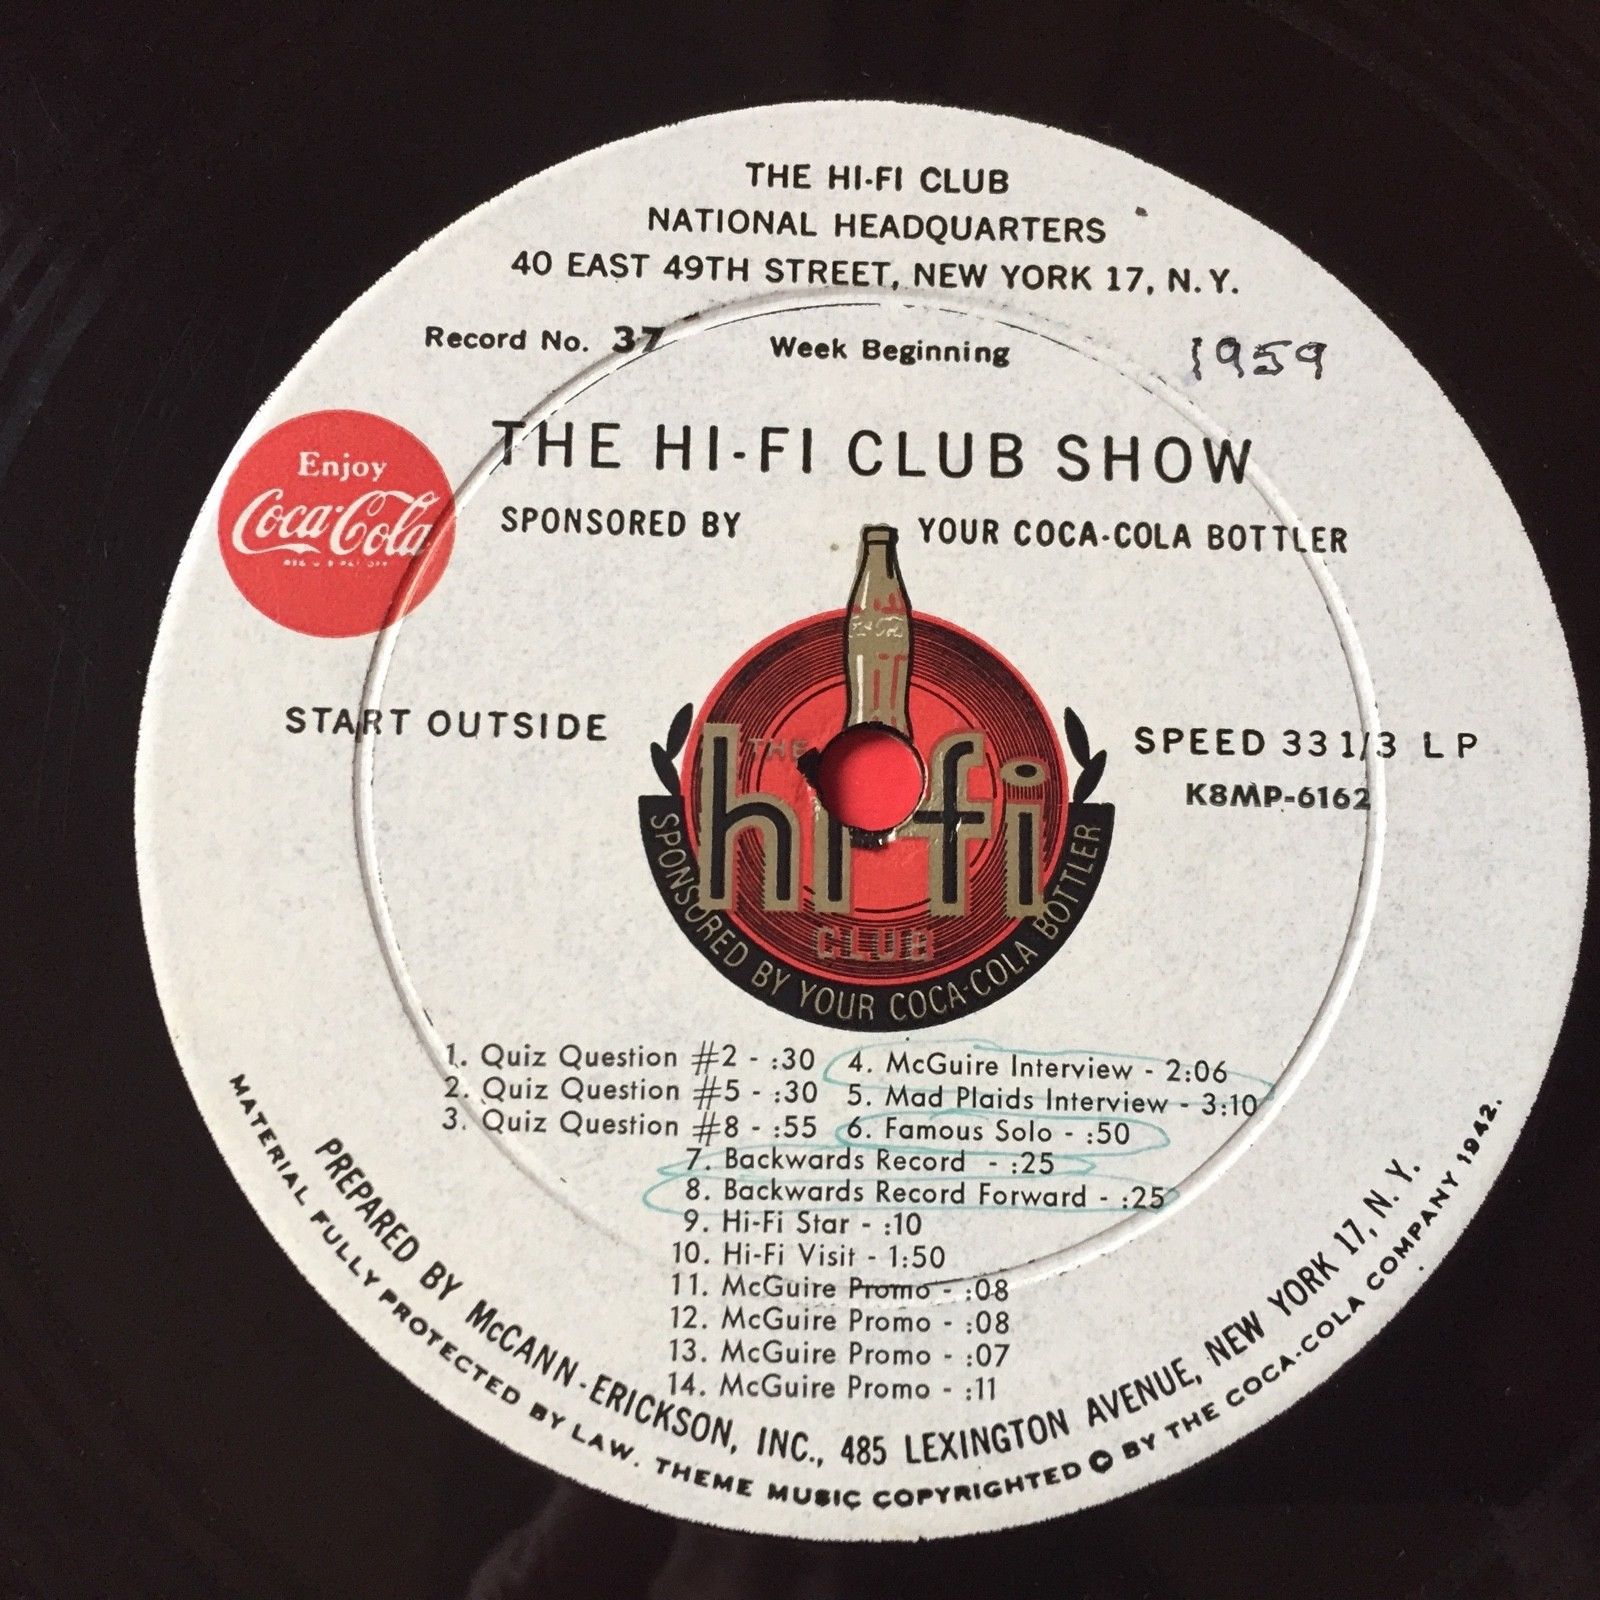 THE HI-FI CLUB
NATIONAL HEADQUARTERS
40 EAST 49TH STREET, NEW YORK 17, N.Y.
Record No. 37 Week Beginning 1959
THE HI-FI CLUB SHOW
Enjoy
Coca-Cola
SPONSORED BY YOUR COCA-COLA BOTTLER
START OUTSIDE
SPEED 33 1/3 LP
K8MP-6162
THE
hi-fi
CLUB
SPONSORED BY YOUR COCA-COLA BOTTLER
1. Quiz Question #2 - :30
2. Quiz Question #5 - :30
3. Quiz Question #8 - :55
4. McGuire Interview - 2:06
5. Mad Plaids Interview - 3:10
6. Famous Solo - :50
7. Backwards Record - :25
8. Backwards Record Forward - :25
9. Hi-Fi Star - :10
10. Hi-Fi Visit - 1:50
11. McGuire Promo - :08
12. McGuire Promo - :08
13. McGuire Promo - :07
14. McGuire Promo - :11
PREPARED BY McCANN-ERICKSON, INC., 485 LEXINGTON AVENUE, NEW YORK 17, N. Y.
MATERIAL FULLY PROTECTED BY LAW. THEME MUSIC COPYRIGHTED © BY THE COCA-COLA COMPANY 1942.